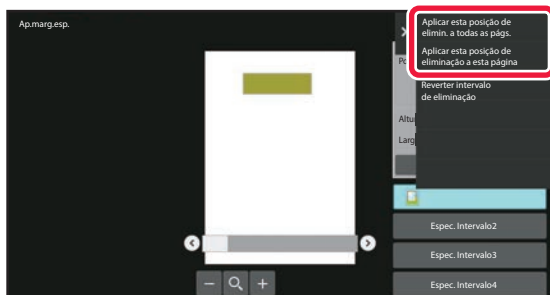 Ap.marg.esp.
Aplicar esta posição de
elimin. a todas as págs.
Aplicar esta posição de
eliminação a esta página
Po
Reverter intervalo
de eliminação
Altu
Larg
Espec. Intervalo2
Espec. Intervalo3
Espec. Intervalo4